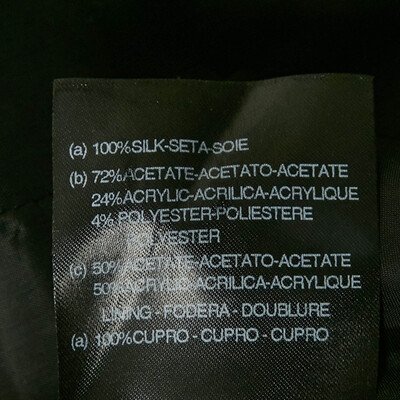 (a) 100%SILK-SETA-SOIE
(b) 72%ACETATE-ACETATO-ACETATE
24%ACRYLIC-ACRILICA-ACRYLIQUE
4% POLYESTER-POLIESTERE
POLYESTER
(c) 50%ACETATE-ACETATO-ACETATE
50%ACRYLIC-ACRILICA-ACRYLIQUE
LINING - FODERA - DOUBLURE
(a) 100%CUPRO - CUPRO - CUPRO